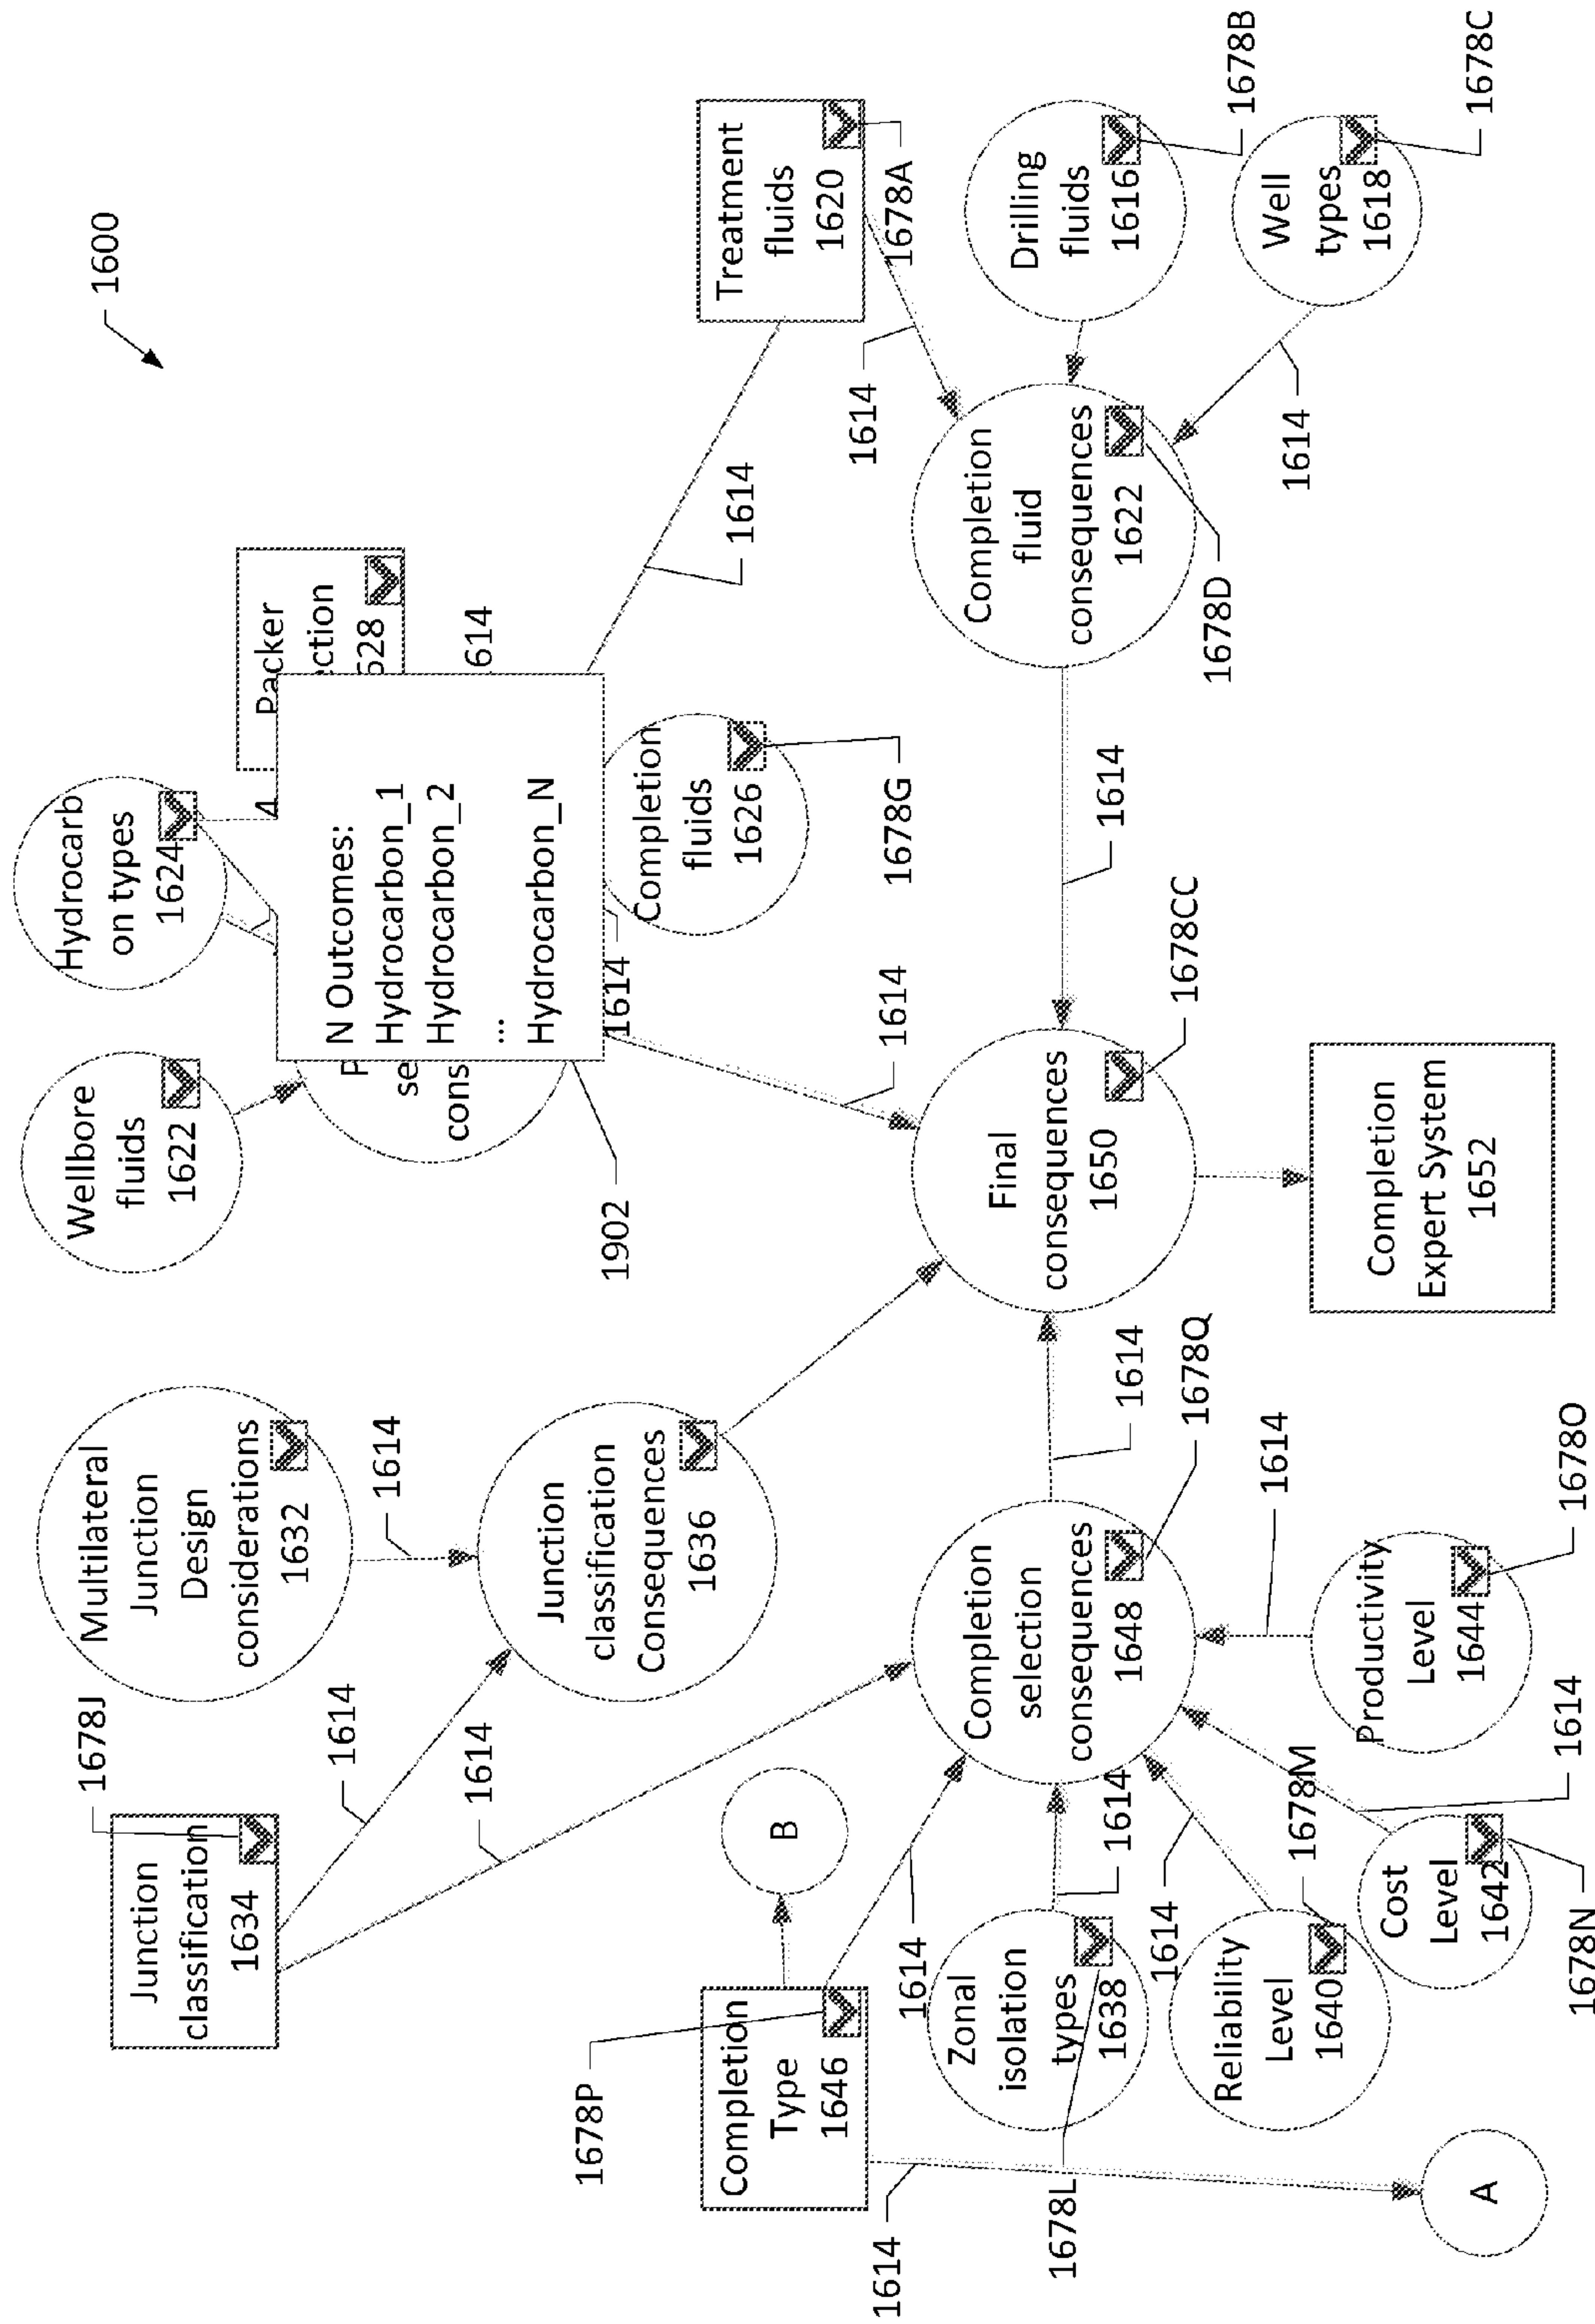 1600
Hydrocarb
on types
1624
Wellbore
fluids
1622
Multilateral
Junction
Design
considerations
1632
1678J
Junction
classification
1634
Packer
ction
628
614
4
N Outcomes:
Hydrocarbon_1
Hydrocarbon_2
...
Hydrocarbon_N
P
se
cons
1902
1614
1614
1614
1614
Completion
fluids
1626
1678G
1614
Treatment
fluids
1620
1678A
1614
Junction
classification
Consequences
1636
B
Completion
Type
1646
1678P
1614
1614
1614
Drilling
fluids
1616
1678B
Completion
fluid
consequences
1622
1678D
Well
types
1618
1678C
1614
1614
Final
consequences
1650
1678CC
1614
1678Q
Completion
selection
consequences
1648
Zonal
isolation
types
1638
1678L
1614
1614
Reliability
Level
1640
1678M
Cost
Level
1642
1678N
1614
Productivity
Level
1644
1678O
1614
Completion
Expert System
1652
A